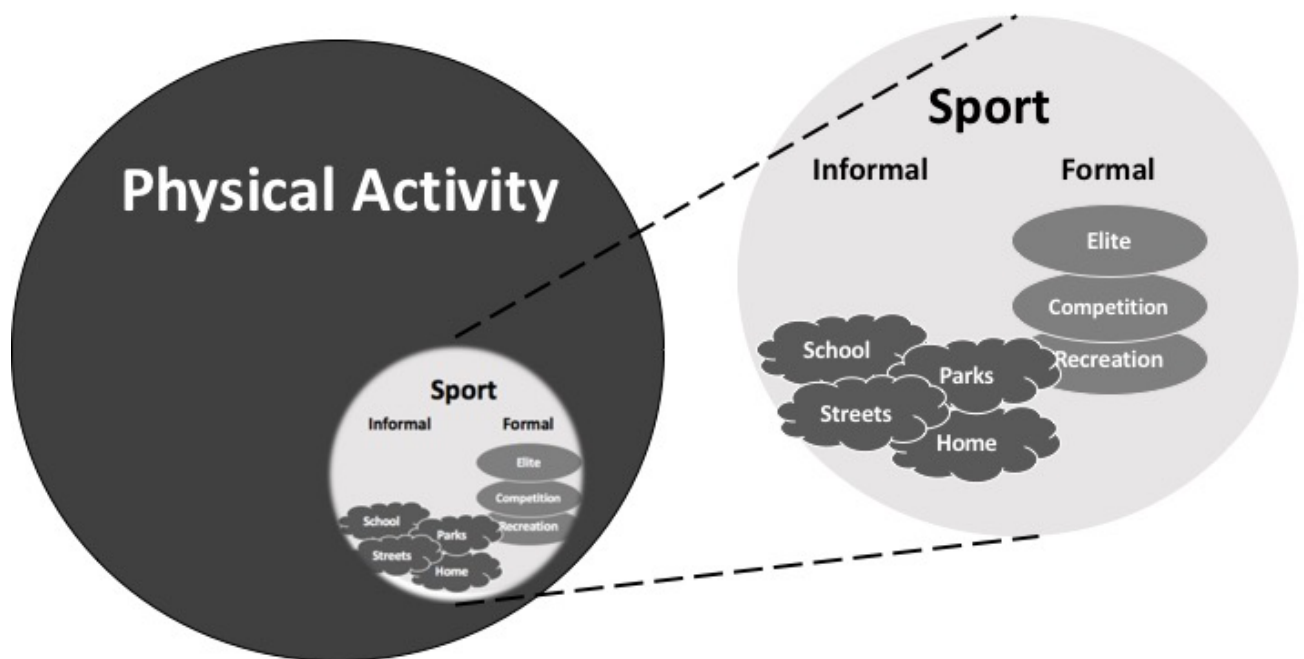 Physical Activity
Sport
Informal Formal
Elite
Competition
School
Parks
Recreation
Streets
Home
Sport
Informal Formal
Elite
Competition
School
Recreation
Parks
Streets
Home